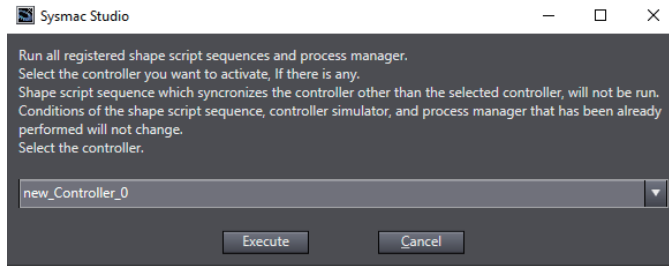 Sysmac Studio
Run all registered shape script sequences and process manager.
Select the controller you want to activate, If there is any.
Shape script sequence which syncronizes the controller other than the selected controller, will not be run.
Conditions of the shape script sequence, controller simulator, and process manager that has been already
performed will not change.
Select the controller.
new_Controller_0
Execute Cancel